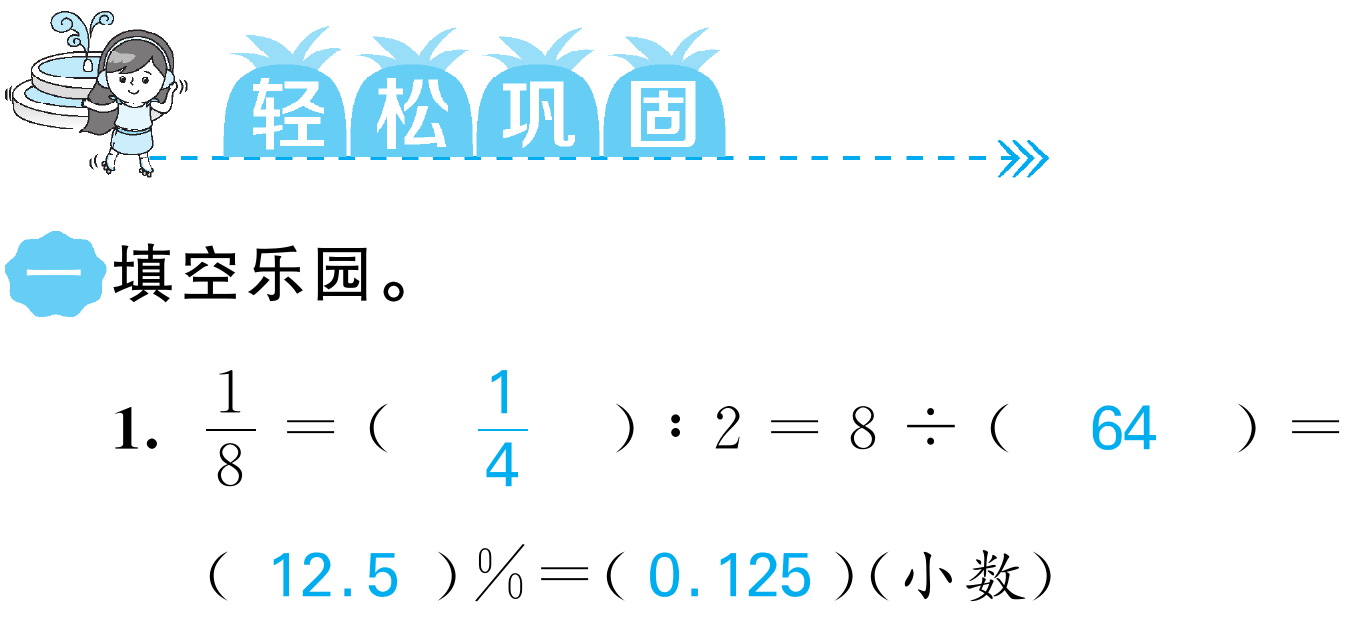 轻松巩固
一 填空乐园。
1. 1/8 =( 1/4 ):2=8÷( 64 )=
( 12.5 )%=( 0.125 )(小数)